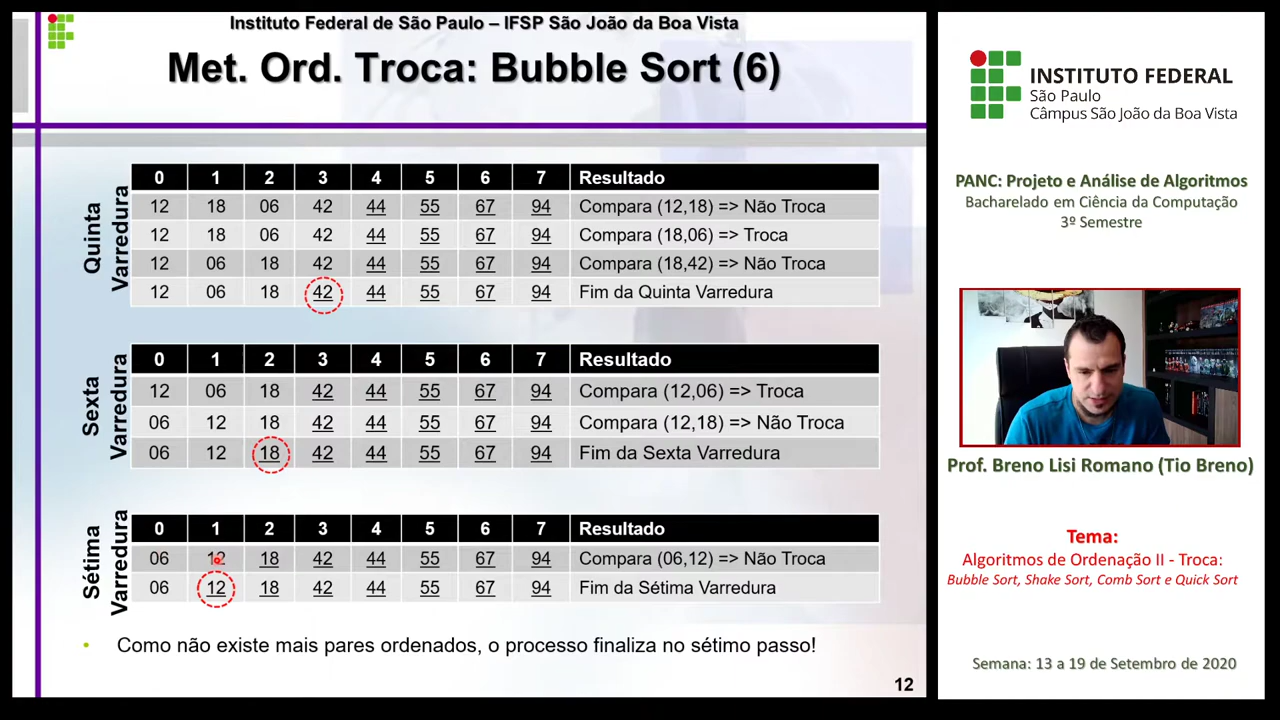 Instituto Federal de São Paulo – IFSP São João da Boa Vista
Met. Ord. Troca: Bubble Sort (6)
Quinta Varredura
0 1 2 3 4 5 6 7 Resultado
12 18 06 42 44 55 67 94 Compara (12,18) => Não Troca
12 18 06 42 44 55 67 94 Compara (18,06) => Troca
12 06 18 42 44 55 67 94 Compara (18,42) => Não Troca
12 06 18 42 44 55 67 94 Fim da Quinta Varredura
Sexta Varredura
0 1 2 3 4 5 6 7 Resultado
12 06 18 42 44 55 67 94 Compara (12,06) => Troca
06 12 18 42 44 55 67 94 Compara (12,18) => Não Troca
06 12 18 42 44 55 67 94 Fim da Sexta Varredura
Sétima Varredura
0 1 2 3 4 5 6 7 Resultado
06 12 18 42 44 55 67 94 Compara (06,12) => Não Troca
06 12 18 42 44 55 67 94 Fim da Sétima Varredura
• Como não existe mais pares ordenados, o processo finaliza no sétimo passo!
12
INSTITUTO FEDERAL
São Paulo
Câmpus São João da Boa Vista
PANC: Projeto e Análise de Algoritmos
Bacharelado em Ciência da Computação
3º Semestre
Prof. Breno Lisi Romano (Tio Breno)
Tema:
Algoritmos de Ordenação II - Troca:
Bubble Sort, Shake Sort, Comb Sort e Quick Sort
Semana: 13 a 19 de Setembro de 2020